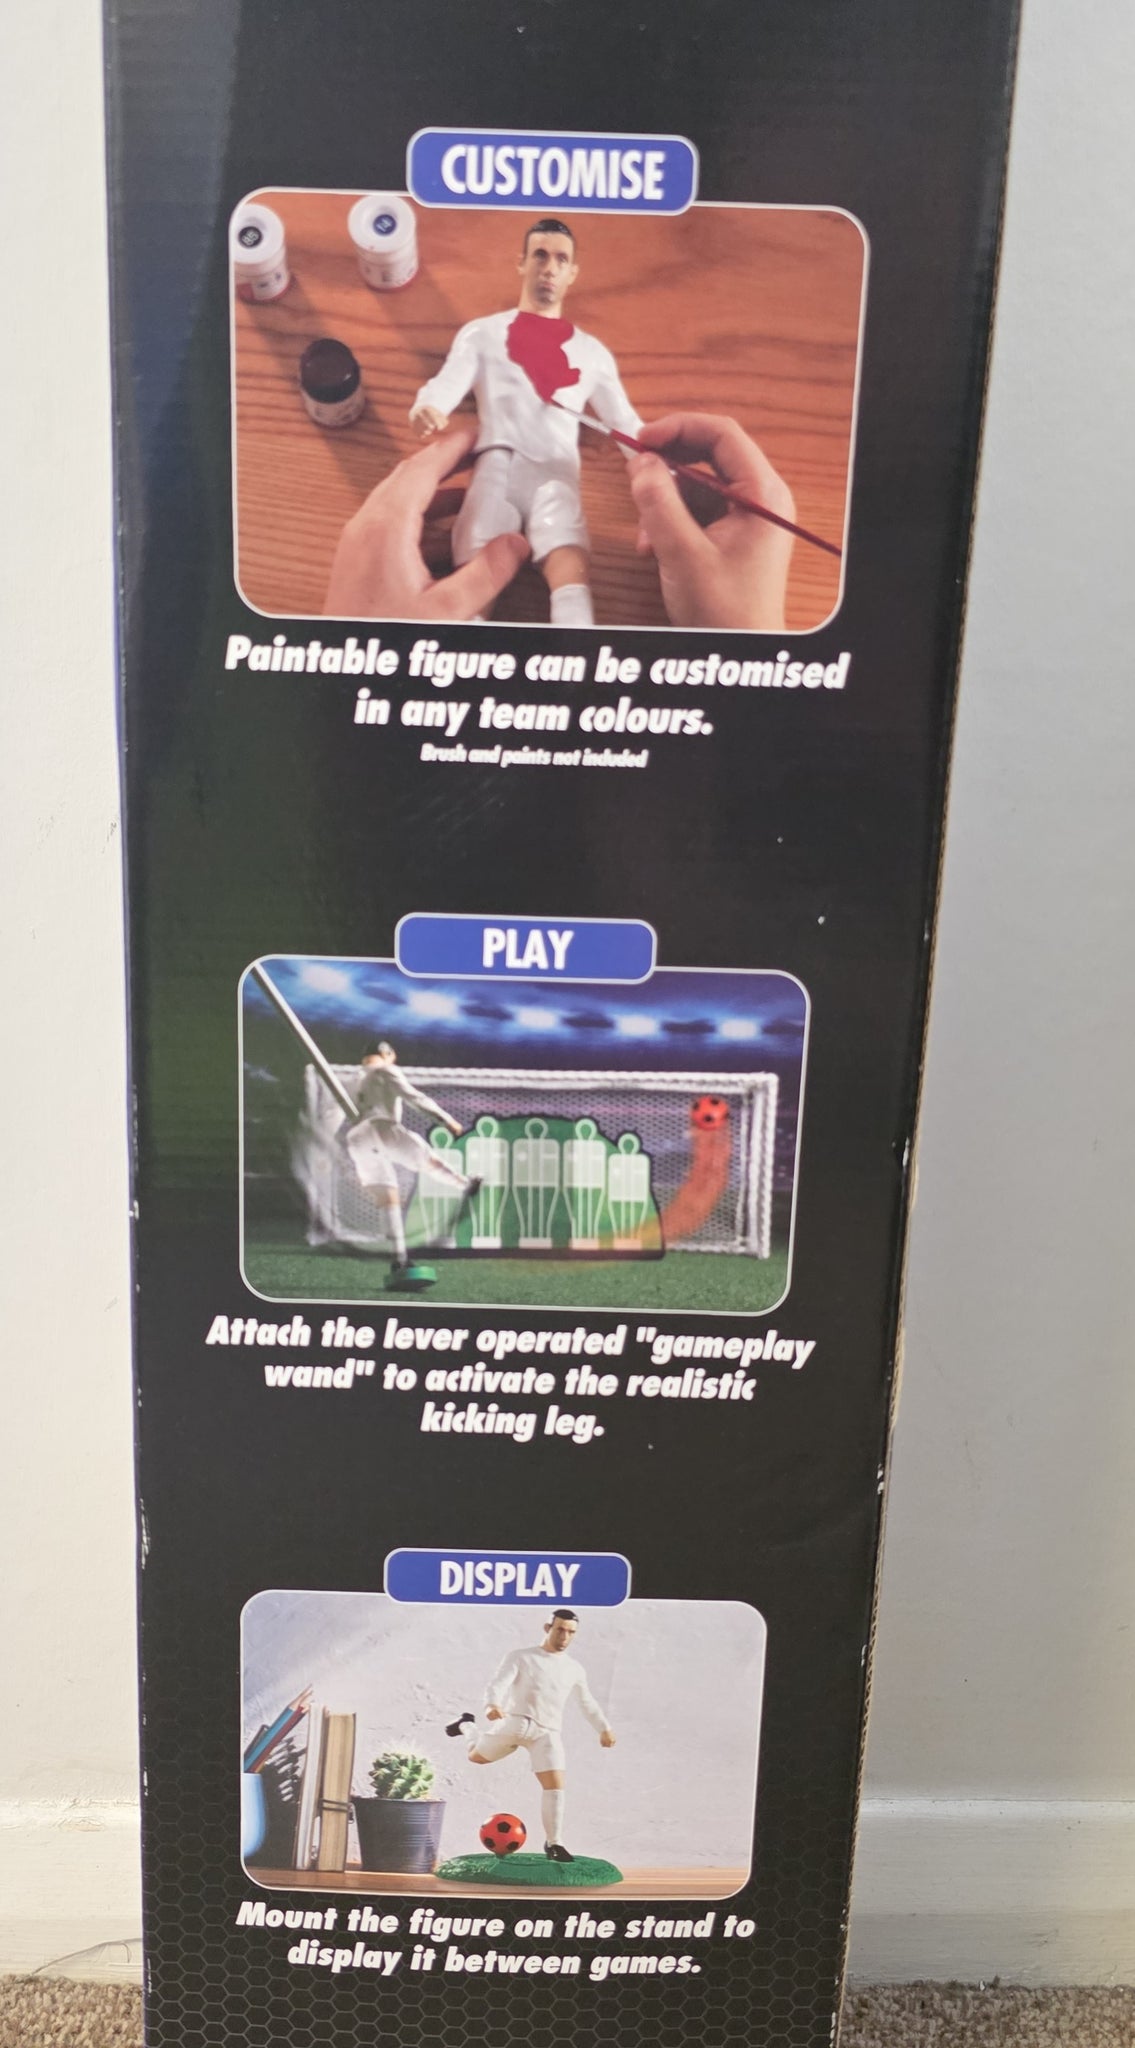 CUSTOMISE
Paintable figure can be customised
in any team colours.
Brush and paints not included
PLAY
Attach the lever operated "gameplay
wand" to activate the realistic
kicking leg.
DISPLAY
Mount the figure on the stand to
display it between games.